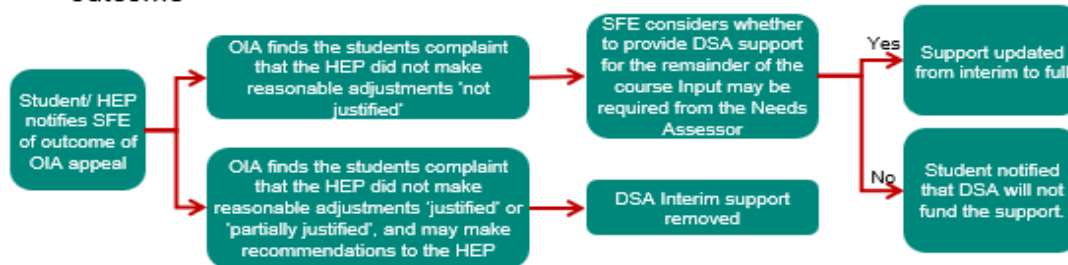 Student/ HEP
notifies SFE
of outcome of
OIA appeal
OIA finds the students complaint
that the HEP did not make
reasonable adjustments 'not
justified'
SFE considers whether
to provide DSA support
for the remainder of the
course Input may be
required from the Needs
Assessor
Yes
Support updated
from interim to full
No
Student notified
that DSA will not
fund the support.
OIA finds the students complaint
that the HEP did not make
reasonable adjustments 'justified' or
'partially justified', and may make
recommendations to the HEP
DSA Interim support
removed